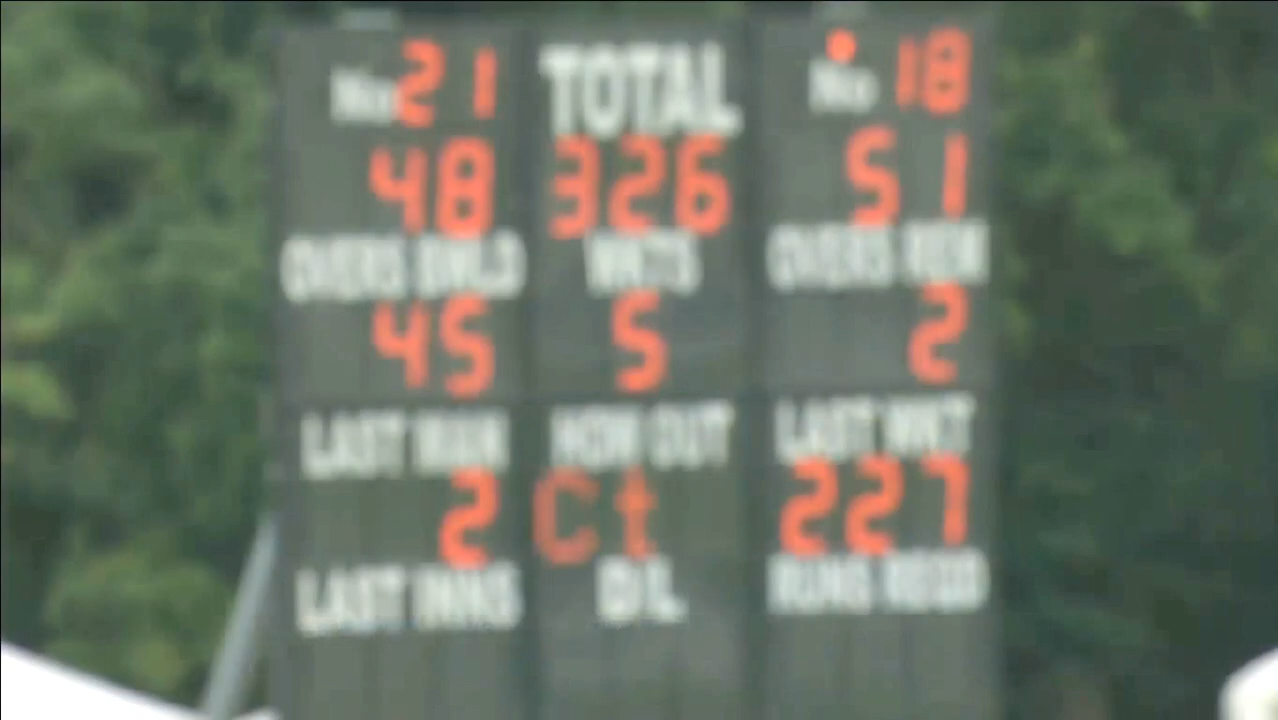 No 21 TOTAL No 18
48 326 51
OVERS BWLD WKTS OVERS REM
45 5 2
LAST MAN HOW OUT LAST WKT
2 Ct 227
LAST INNS D/L RUNS REQD